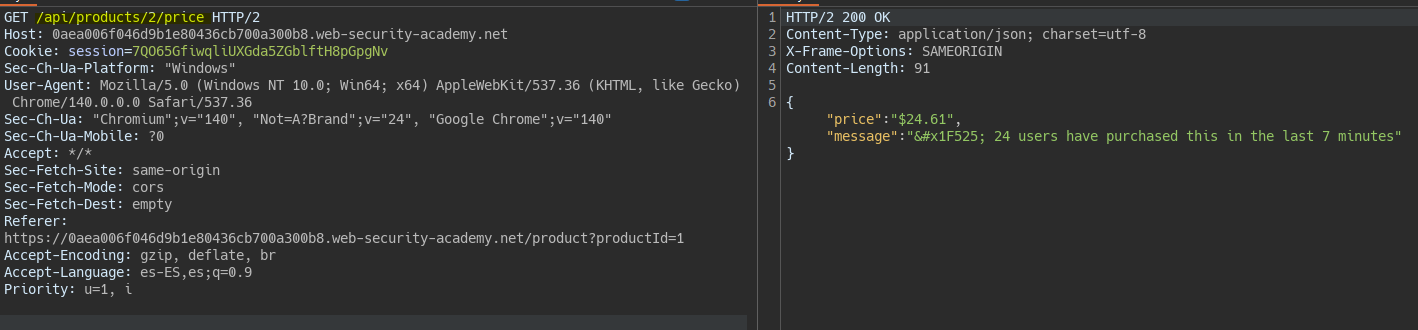 GET /api/products/2/price HTTP/2
Host: 0aea006f046d9b1e80436cb700a300b8.web-security-academy.net
Cookie: session=7QO65GfiwqliUXGda5ZGblftH8pGpgNv
Sec-Ch-Ua-Platform: "Windows"
User-Agent: Mozilla/5.0 (Windows NT 10.0; Win64; x64) AppleWebKit/537.36 (KHTML, like Gecko)
Chrome/140.0.0.0 Safari/537.36
Sec-Ch-Ua: "Chromium";v="140", "Not=A?Brand";v="24", "Google Chrome";v="140"
Sec-Ch-Ua-Mobile: ?0
Accept: */*
Sec-Fetch-Site: same-origin
Sec-Fetch-Mode: cors
Sec-Fetch-Dest: empty
Referer:
https://0aea006f046d9b1e80436cb700a300b8.web-security-academy.net/product?productId=1
Accept-Encoding: gzip, deflate, br
Accept-Language: es-ES,es;q=0.9
Priority: u=1, i
1 HTTP/2 200 OK
2 Content-Type: application/json; charset=utf-8
3 X-Frame-Options: SAMEORIGIN
4 Content-Length: 91
5
6 {
"price":"$24.61",
"message":"&#x1F525; 24 users have purchased this in the last 7 minutes"
}